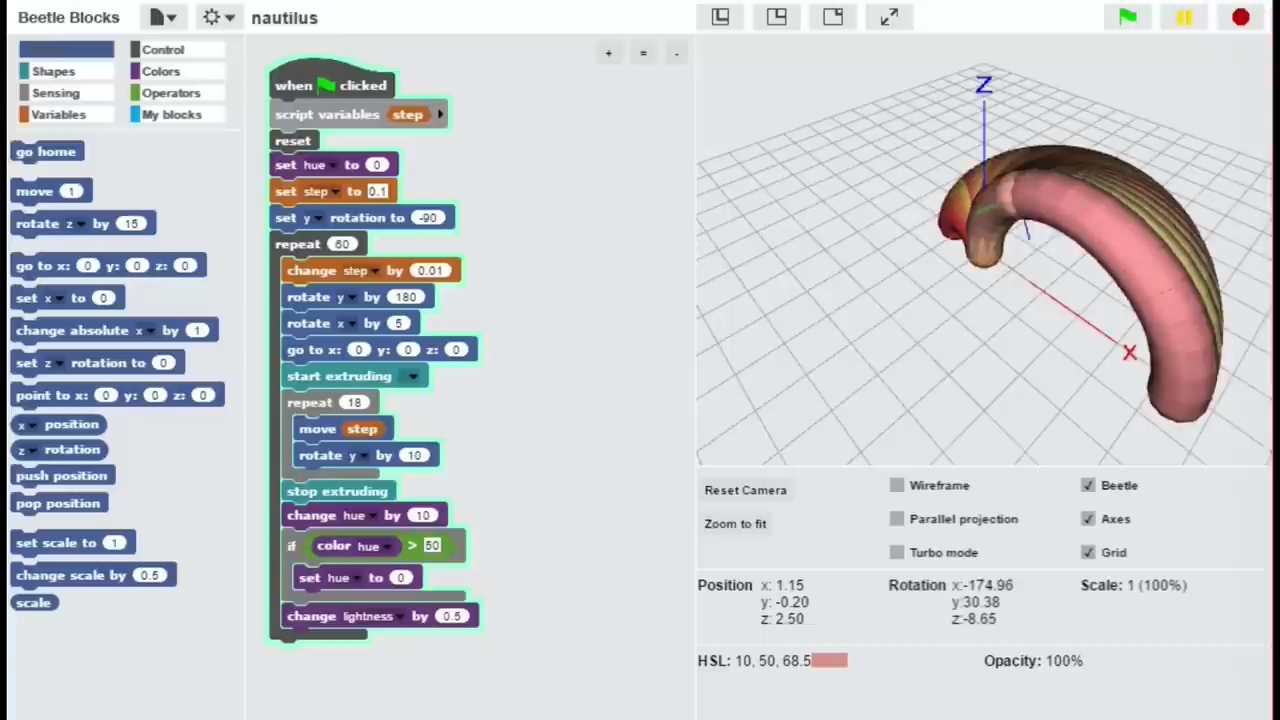 Beetle Blocks
nautilus
Control
Shapes
Colors
Sensing
Operators
Variables
My blocks
go home
move 1
rotate z by 15
go to x: 0 y: 0 z: 0
set x to 0
change absolute x by 1
set z rotation to 0
point to x: 0 y: 0 z: 0
x position
z rotation
push position
pop position
set scale to 1
change scale by 0.5
scale
+ = -
when clicked
script variables step
reset
set hue to 0
set step to 0.1
set y rotation to -90
repeat 60
change step by 0.01
rotate y by 180
rotate x by 5
go to x: 0 y: 0 z: 0
start extruding
repeat 18
move step
rotate y by 10
stop extruding
change hue by 10
if color hue > 50
set hue to 0
change lightness by 0.5
Z
X
Reset Camera
Zoom to fit
Wireframe
Beetle
Parallel projection
Axes
Turbo mode
Grid
Position x: 1.15
y: -0.20
z: 2.50
Rotation x:-174.96
y:30.38
z:-8.65
Scale: 1 (100%)
HSL: 10, 50, 68.5
Opacity: 100%